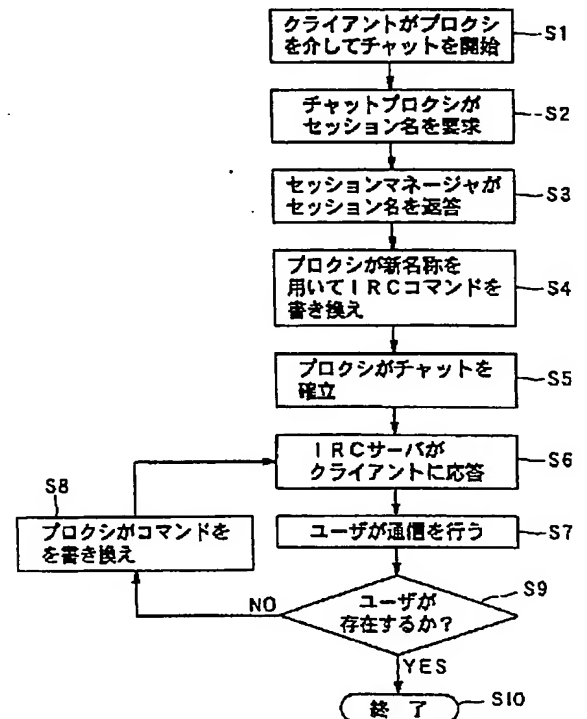 クライアントがプロクシ
を介してチャットを開始
S1
チャットプロクシが
セッション名を要求
S2
セッションマネージャが
セッション名を返答
S3
プロクシが新名称を
用いてIRCコマンドを
書き換え
S4
プロクシがチャットを
確立
S5
IRCサーバが
クライアントに応答
S6
S8
プロクシがコマンドを
を書き換え
ユーザが通信を行う
S7
ユーザが
存在するか?
S9
NO
YES
終 了
S10